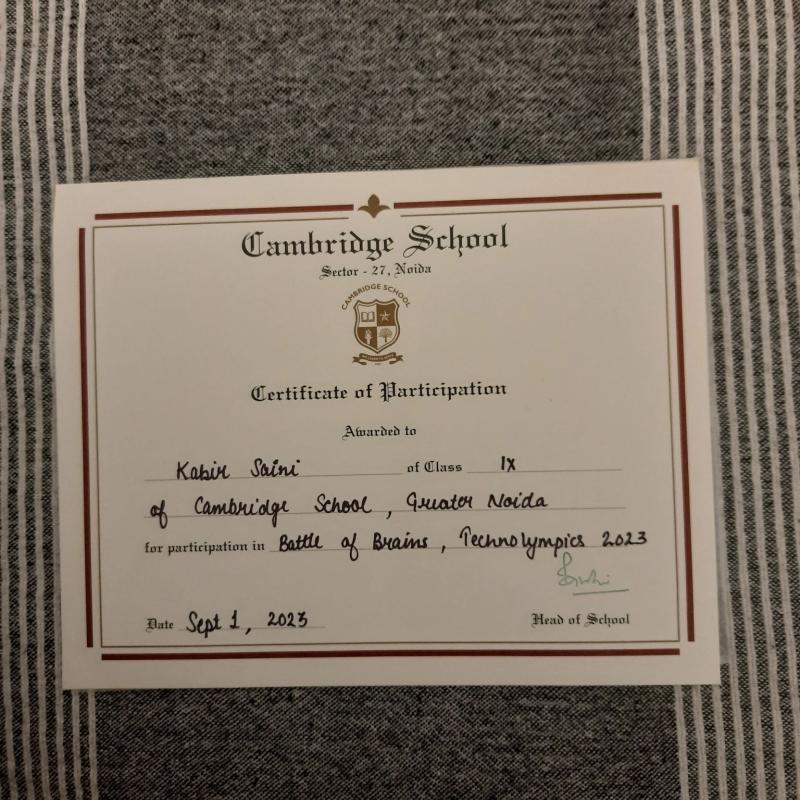 Cambridge School
Sector - 27, Noida
CAMBRIDGE SCHOOL
Certificate of Participation
Awarded to
Kabir Saini of Class IX
of Cambridge School, Greater Noida
for participation in Battle of Brains, Technolympics 2023
Date Sept 1, 2023
Head of School